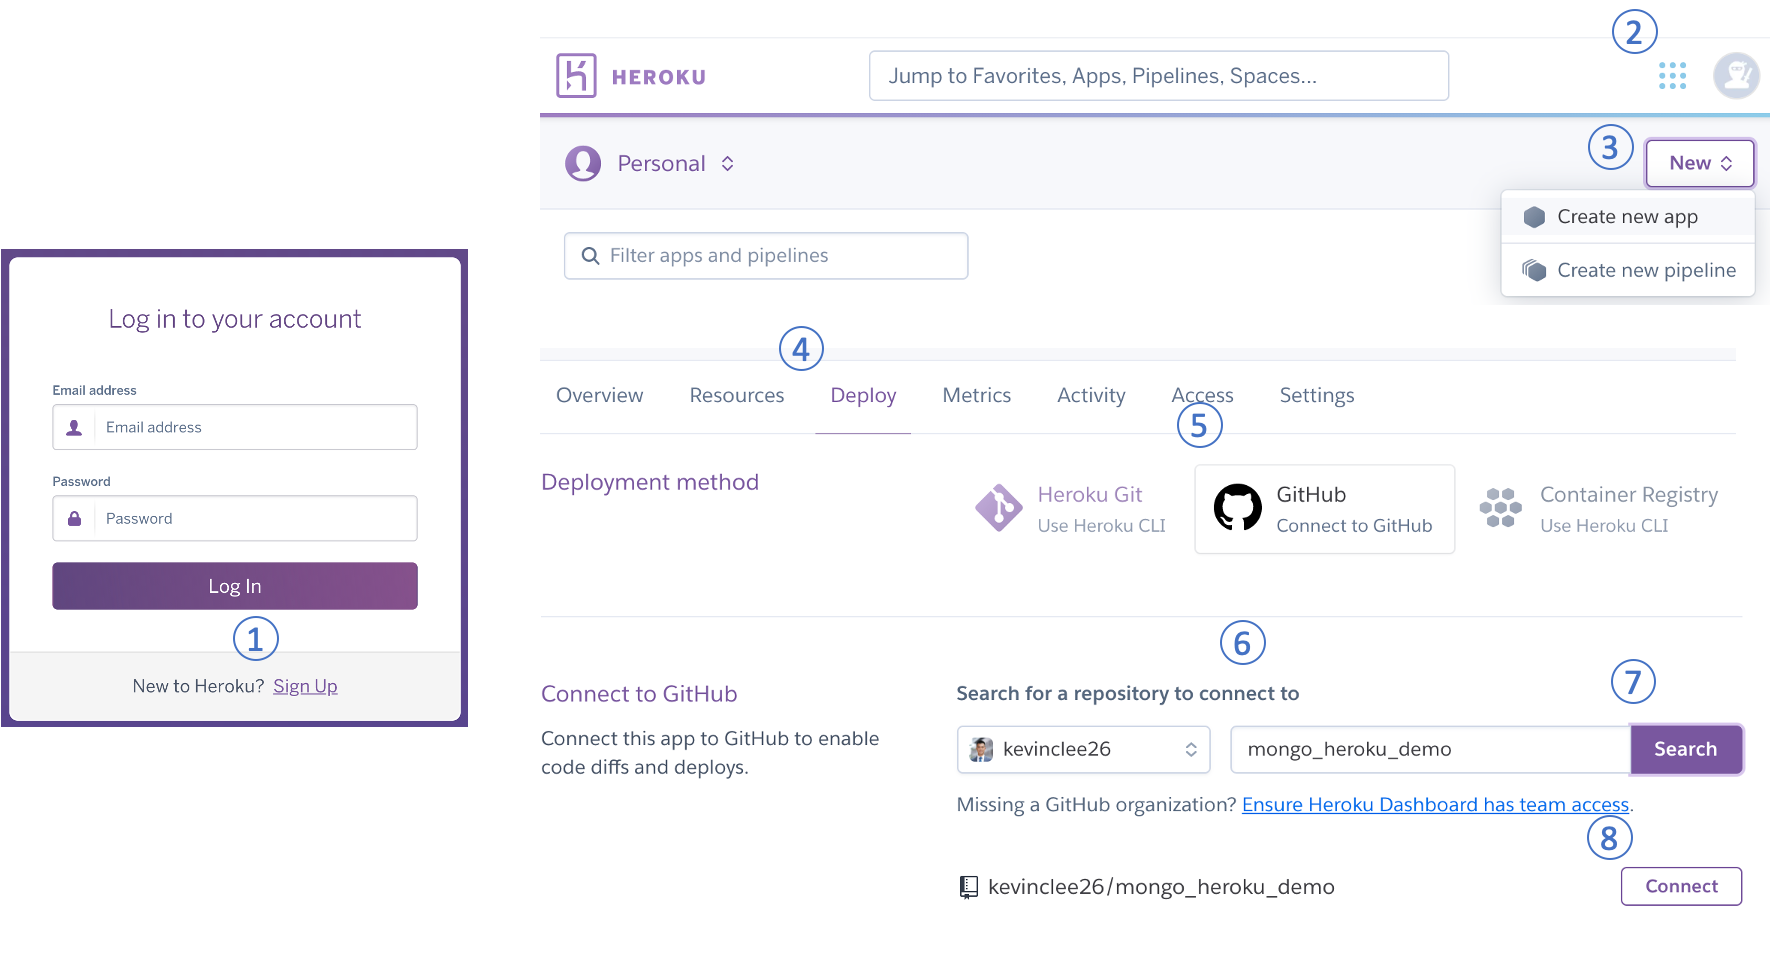 Log in to your account
Email address
Email address
Password
Password
Log In
1
New to Heroku? Sign Up
2
HEROKU
Jump to Favorites, Apps, Pipelines, Spaces...
3
Personal
New
Create new app
Create new pipeline
Filter apps and pipelines
4
Overview Resources Deploy Metrics Activity Access Settings
5
Deployment method
Heroku Git
Use Heroku CLI
GitHub
Connect to GitHub
Container Registry
Use Heroku CLI
6
7
Connect to GitHub
Connect this app to GitHub to enable
code diffs and deploys.
Search for a repository to connect to
kevinclee26
mongo_heroku_demo
Search
Missing a GitHub organization? Ensure Heroku Dashboard has team access.
8
kevinclee26/mongo_heroku_demo
Connect